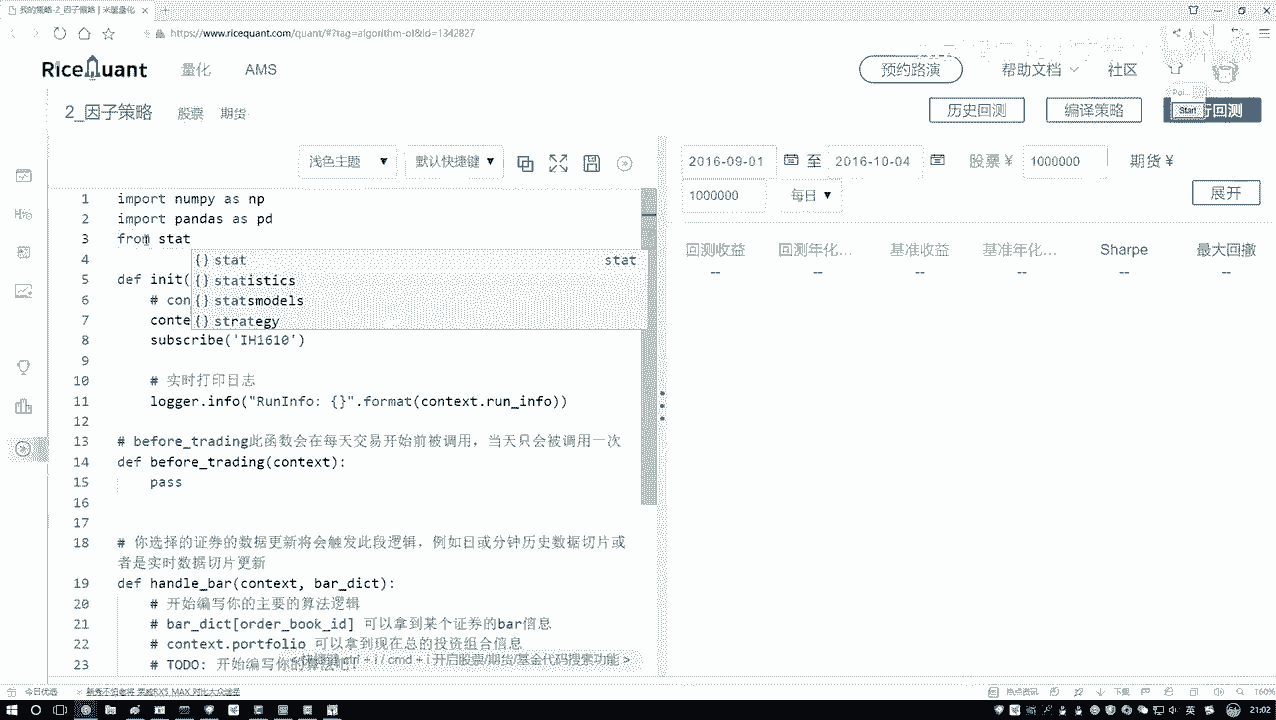 我的策略-2_因子策略 | 米筐量化
https://www.ricequant.com/quant/#?tag=algorithm-ol&id=1342827
RiceQuant 量化 AMS 预约路演 帮助文档 社区
2_因子策略 股票 期货 历史回测 编译策略 行回测
Start
浅色主题 默认快捷键 2016-09-01 至 2016-10-04 股票 ¥ 1000000 期货 ¥
1000000 每日 展开
回测收益 回测年化... 基准收益 基准年化... Sharpe 最大回撤
-- -- -- -- -- --
1 import numpy as np
2 import pandas as pd
3 from stat
4 {} stat stat
5 def init( {} statistics
6 # con {} statsmodels
7 conte {} strategy
8 subscribe('IH1610')
9
10 # 实时打印日志
11 logger.info("RunInfo: {}".format(context.run_info))
12
13 # before_trading此函数会在每天交易开始前被调用，当天只会被调用一次
14 def before_trading(context):
15 pass
16
17
18 # 你选择的证券的数据更新将会触发此段逻辑，例如日或分钟历史数据切片或
者是实时数据切片更新
19 def handle_bar(context, bar_dict):
20 # 开始编写你的主要的算法逻辑
21 # bar_dict[order_book_id] 可以拿到某个证券的bar信息
22 # context.portfolio 可以拿到现在总的投资组合信息
23 # TODO: 开始编写你的算法吧！
ctrl + i / cmd + i 开启股票/期货/基金代码搜索功能 >
今日优选 热点资讯 下载 160%
英 21:02